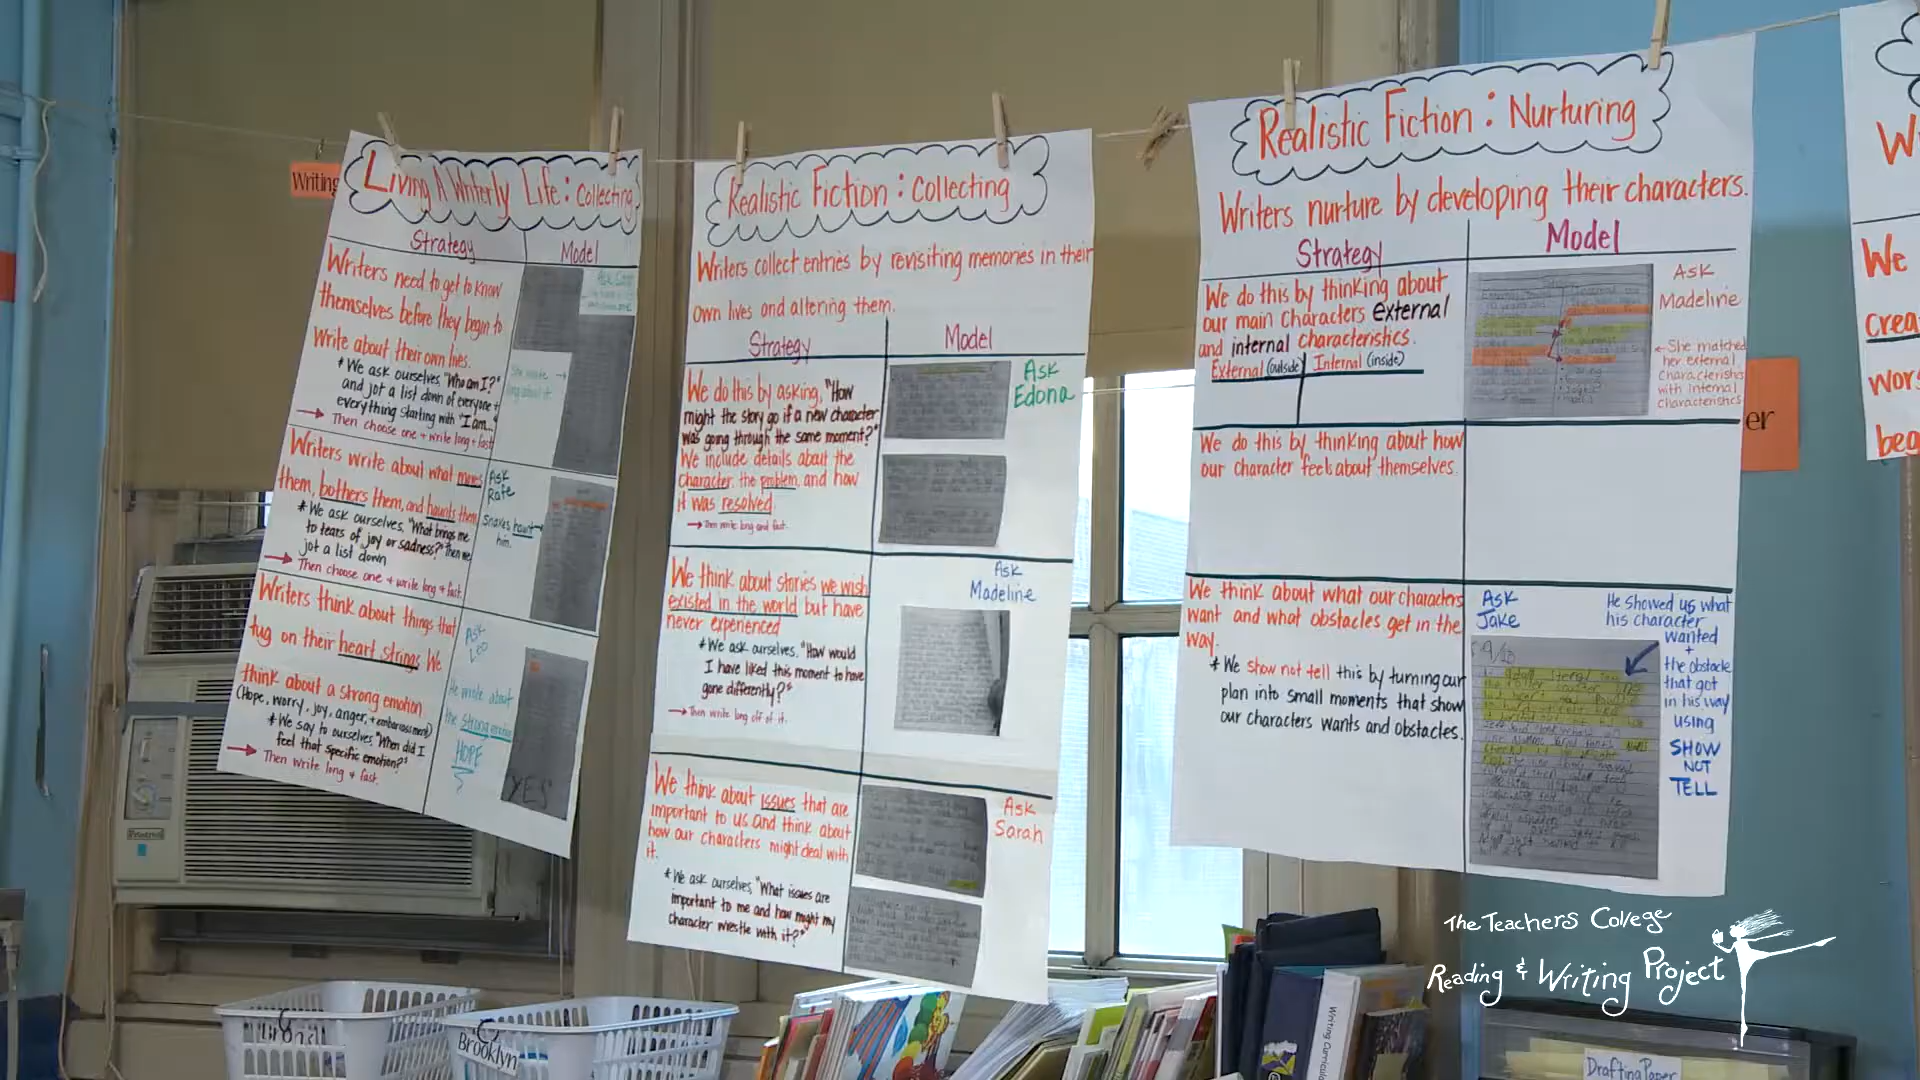 Writing
Living A Writerly Life: Collecting
Strategy
Model
Writers need to get to know
themselves before they begin to
write about their own lives.
* We ask ourselves, "Who am I?"
and jot a list down of everyone +
everything starting with "I am..."
→ Then choose one + write long + fast
She wrote
long about it
→
Writers write about what moves
them, bothers them, and haunts them
* We ask ourselves, "What brings me
to tears of joy or sadness?" Then we
jot a list down
→ Then choose one + write long + fast.
Ask
Rafe
Snakes haunt →
him.
Writers think about things that
tug on their heart strings. We
think about a strong emotion
(Hope, worry, joy, anger, + embarrassment)
* We say to ourselves, "When did I
feel that specific emotion?"
→ Then write long + fast.
Ask
Leo
He wrote about
the strong emotion
HOPE
YES
Realistic Fiction: Collecting
Writers collect entries by revisiting memories in their
own lives and altering them.
Strategy
Model
We do this by asking, "How
might the story go if a new character
was going through the same moment?"
We include details about the
character, the problem, and how
it was resolved.
→ Then write long and fast.
Ask
Edona
We think about stories we wish
existed in the world but have
never experienced
* We ask ourselves, "How would
I have liked this moment to have
gone differently?"
→ Then write long off of it.
Ask
Madeline
We think about issues that are
important to us and think about
how our characters might deal with
it.
* We ask ourselves, "What issues are
important to me and how might my
character wrestle with it?"
Ask
Sarah
Realistic Fiction: Nurturing
Writers nurture by developing their characters.
Strategy
Model
We do this by thinking about
our main characters external
and internal characteristics.
External (outside) Internal (inside)
Ask
Madeline
← She matched
her external
characteristics
with internal
characteristics
We do this by thinking about how
our character feels about themselves.
We think about what our characters
want and what obstacles get in the
way.
* We show not tell this by turning our
plan into small moments that show
our characters wants and obstacles.
Ask
Jake
He showed us what
his character
wanted
+
the obstacle
that got
in his way
using
SHOW
NOT
TELL
er
W
We
crea
wor
beg
Brooklyn
Writing Curriculu
Drafting Paper
The Teachers College
Reading & Writing Project